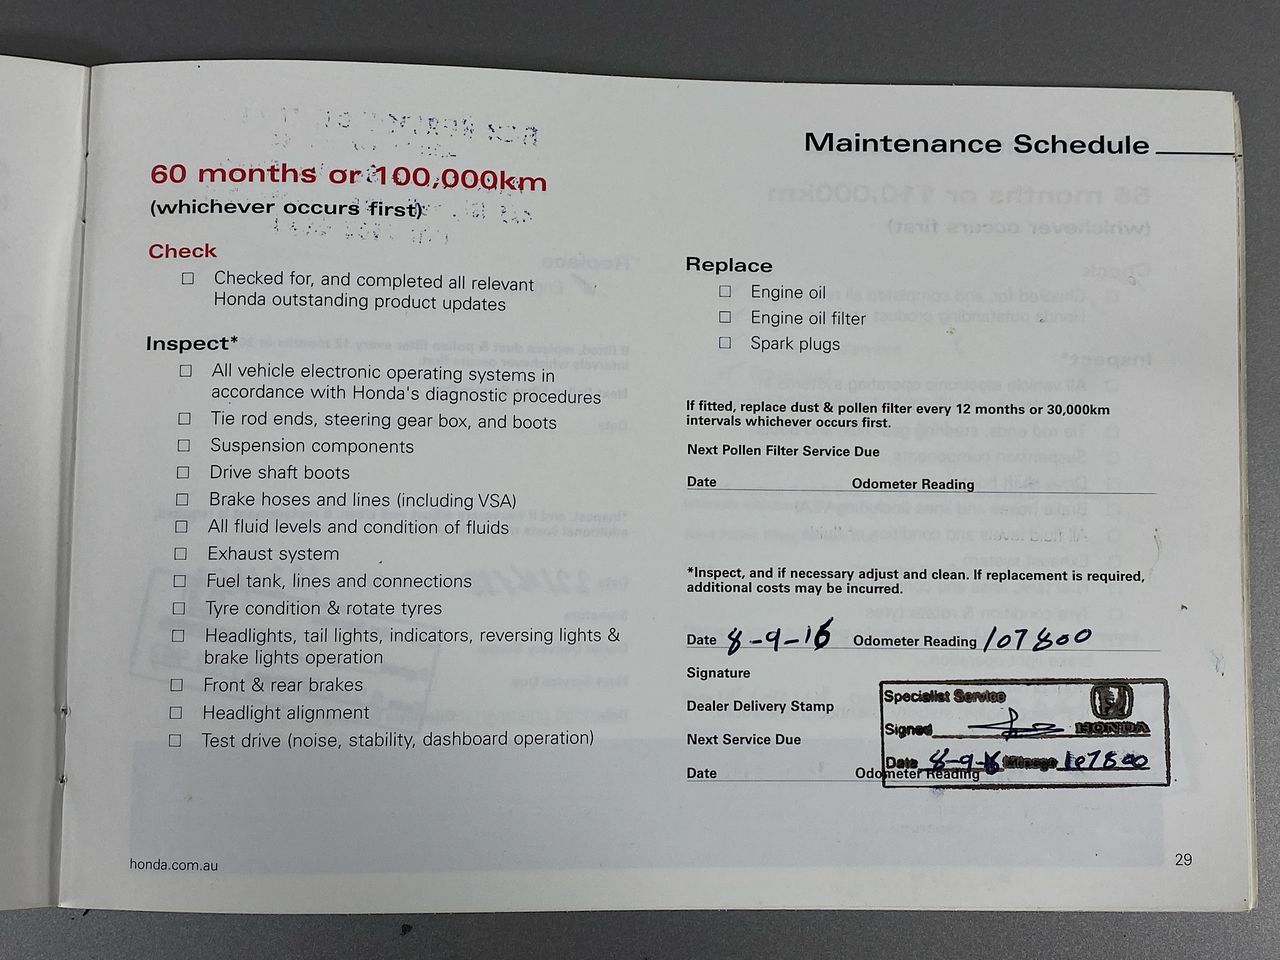 Maintenance Schedule
60 months or 100,000km
(whichever occurs first)
Check
☐ Checked for, and completed all relevant
Honda outstanding product updates
Inspect*
☐ All vehicle electronic operating systems in
accordance with Honda's diagnostic procedures
☐ Tie rod ends, steering gear box, and boots
☐ Suspension components
☐ Drive shaft boots
☐ Brake hoses and lines (including VSA)
☐ All fluid levels and condition of fluids
☐ Exhaust system
☐ Fuel tank, lines and connections
☐ Tyre condition & rotate tyres
☐ Headlights, tail lights, indicators, reversing lights &
brake lights operation
☐ Front & rear brakes
☐ Headlight alignment
☐ Test drive (noise, stability, dashboard operation)
Replace
☐ Engine oil
☐ Engine oil filter
☐ Spark plugs
If fitted, replace dust & pollen filter every 12 months or 30,000km
intervals whichever occurs first.
Next Pollen Filter Service Due
Date Odometer Reading
*Inspect, and if necessary adjust and clean. If replacement is required,
additional costs may be incurred.
Date 8-9-16 Odometer Reading 107800
Signature
Dealer Delivery Stamp
Next Service Due
Date Odometer Reading
Specialist Service
Signed
HONDA
Date 8-9-16 Mileage 107800
honda.com.au
29